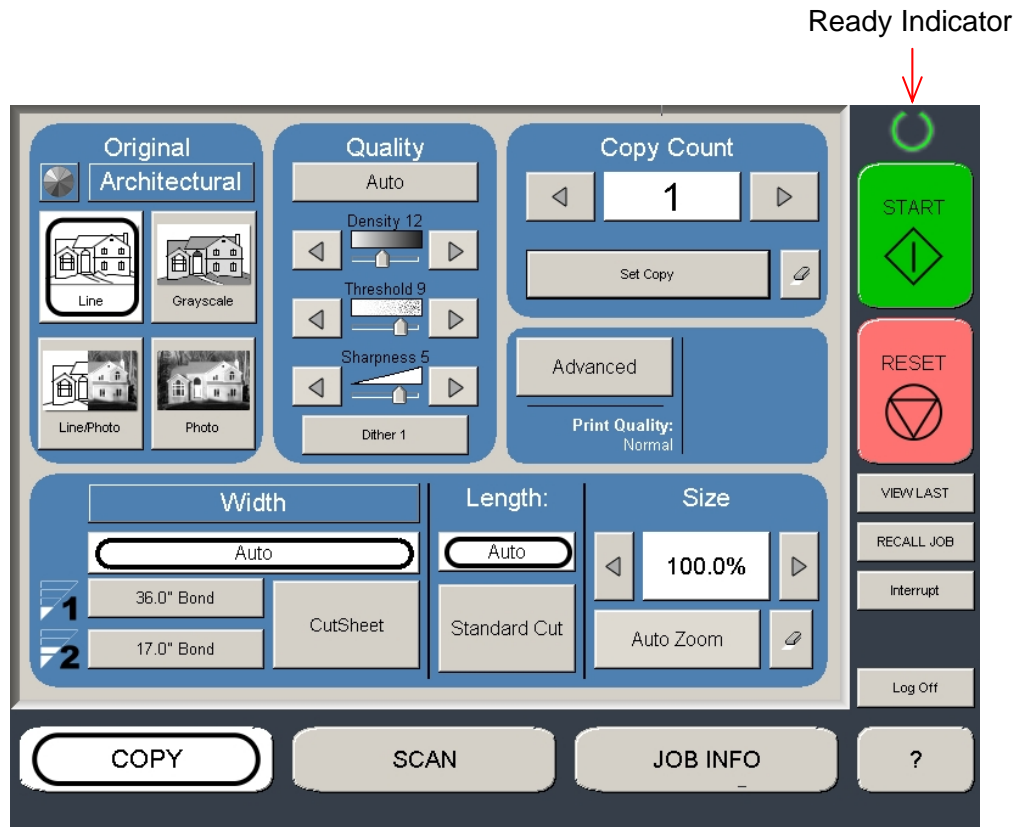 Ready Indicator
Original
Architectural
Line
Grayscale
Line/Photo
Photo
Quality
Auto
Density 12
Threshold 9
Sharpness 5
Dither 1
Copy Count
1
Set Copy
Advanced
Print Quality:
Normal
START
RESET
VIEW LAST
RECALL JOB
Interrupt
Log Off
Width
Auto
1
36.0" Bond
2
17.0" Bond
CutSheet
Length:
Auto
Standard Cut
Size
100.0%
Auto Zoom
COPY
SCAN
JOB INFO
?